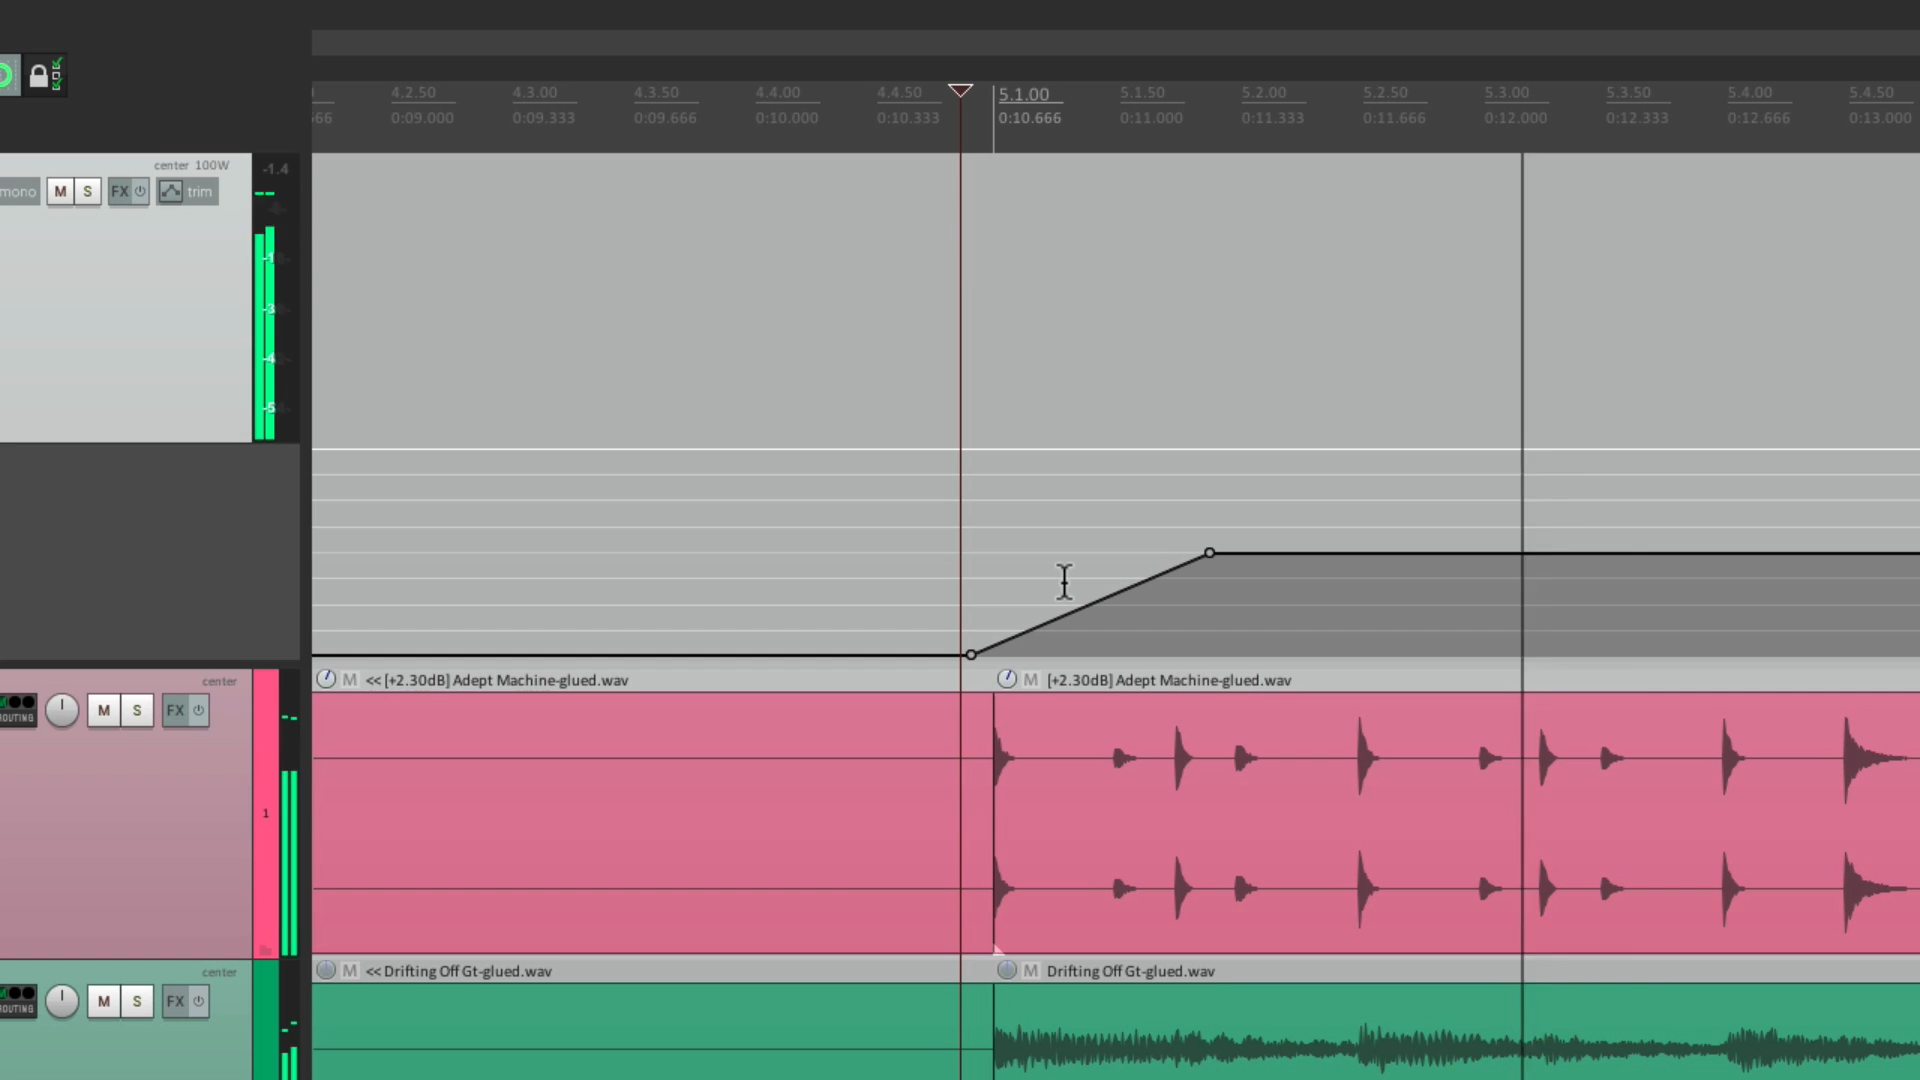 4.2.50 4.3.00 4.3.50 4.4.00 4.4.50 5.1.00 5.1.50 5.2.00 5.2.50 5.3.00 5.3.50 5.4.00 5.4.50
66 0:09.000 0:09.333 0:09.666 0:10.000 0:10.333 0:10.666 0:11.000 0:11.333 0:11.666 0:12.000 0:12.333 0:12.666 0:13.000
center 100W -1.4
mono M S FX trim
center
M << [+2.30dB] Adept Machine-glued.wav M [+2.30dB] Adept Machine-glued.wav
ROUTING M S FX
1
center
M << Drifting Off Gt-glued.wav M Drifting Off Gt-glued.wav
ROUTING M S FX